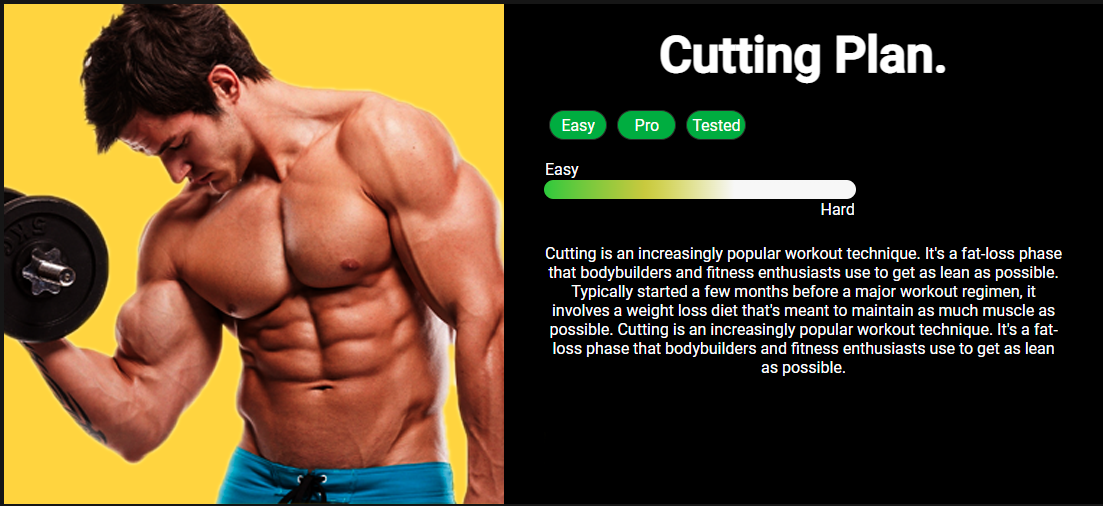 Cutting Plan.
Easy Pro Tested
Easy
Hard
Cutting is an increasingly popular workout technique. It's a fat-loss phase
that bodybuilders and fitness enthusiasts use to get as lean as possible.
Typically started a few months before a major workout regimen, it
involves a weight loss diet that's meant to maintain as much muscle as
possible. Cutting is an increasingly popular workout technique. It's a fat-
loss phase that bodybuilders and fitness enthusiasts use to get as lean
as possible.